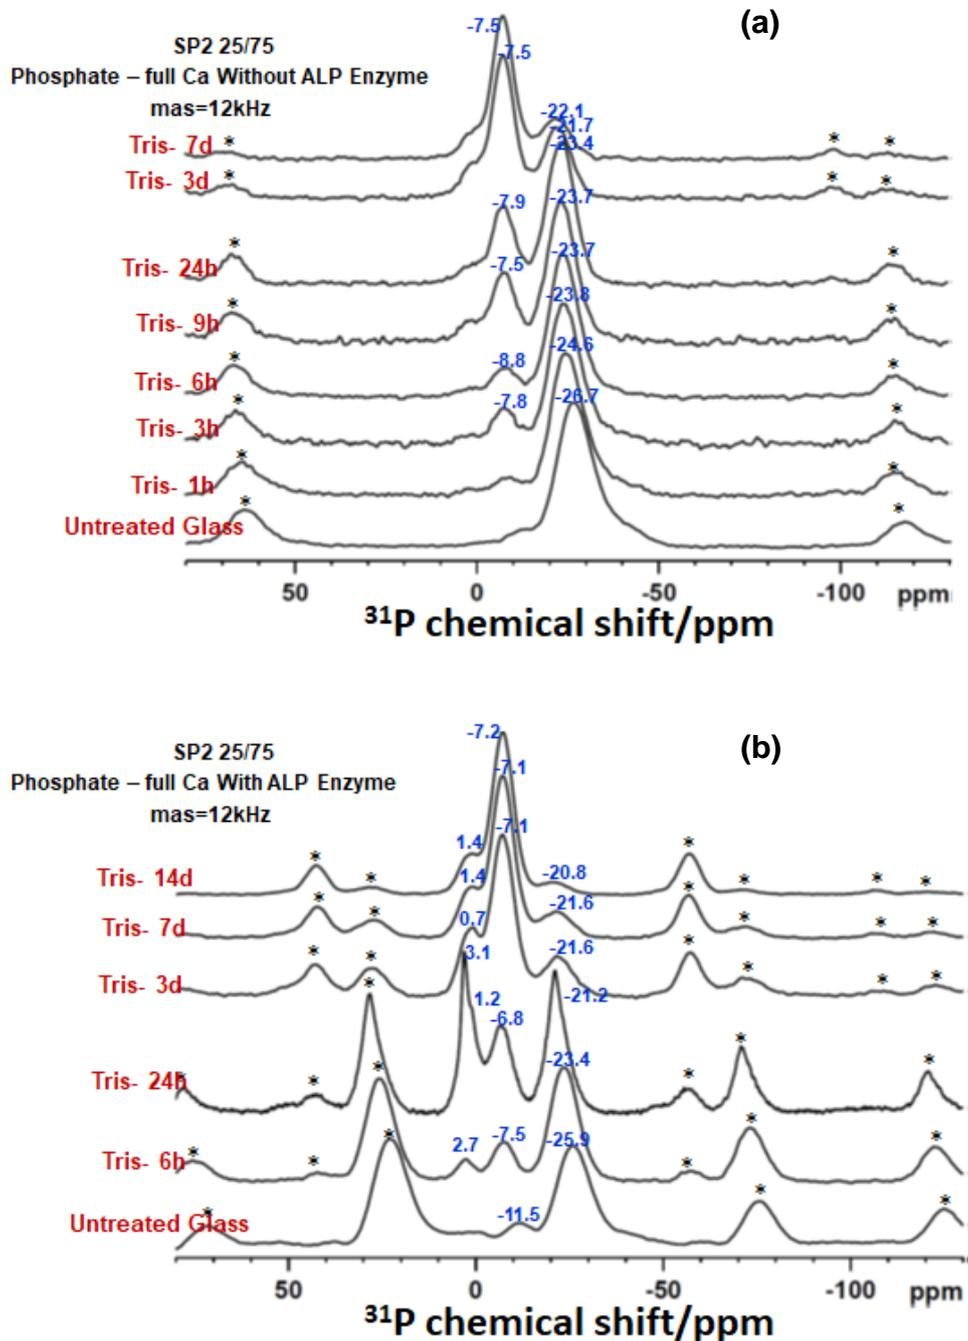 (a)
SP2 25/75
Phosphate – full Ca Without ALP Enzyme
mas=12kHz
-7.5
-7.5
-22.1
-21.7
-23.4
Tris- 7d * * *
Tris- 3d * * *
-7.9 -23.7
Tris- 24h * *
-7.5 -23.7
Tris- 9h * *
-23.8
Tris- 6h * -8.8 -24.6 *
Tris- 3h * -7.8 -26.7 *
Tris- 1h * *
Untreated Glass * *
50 0 -50 -100 ppm
³¹P chemical shift/ppm
(b)
SP2 25/75
Phosphate – full Ca With ALP Enzyme
mas=12kHz
-7.2
-7.1
-7.1
Tris- 14d * * 1.4 -20.8 * * * *
Tris- 7d * * 1.4 -21.6 * * * *
0.7
Tris- 3d * * 3.1 -21.6 * * * *
*
1.2 -6.8 -21.2
Tris- 24h * * -23.4 * * *
*
Tris- 6h * * 2.7 -7.5 -25.9 * * *
*
Untreated Glass * -11.5 * *
50 0 -50 -100 ppm
³¹P chemical shift/ppm